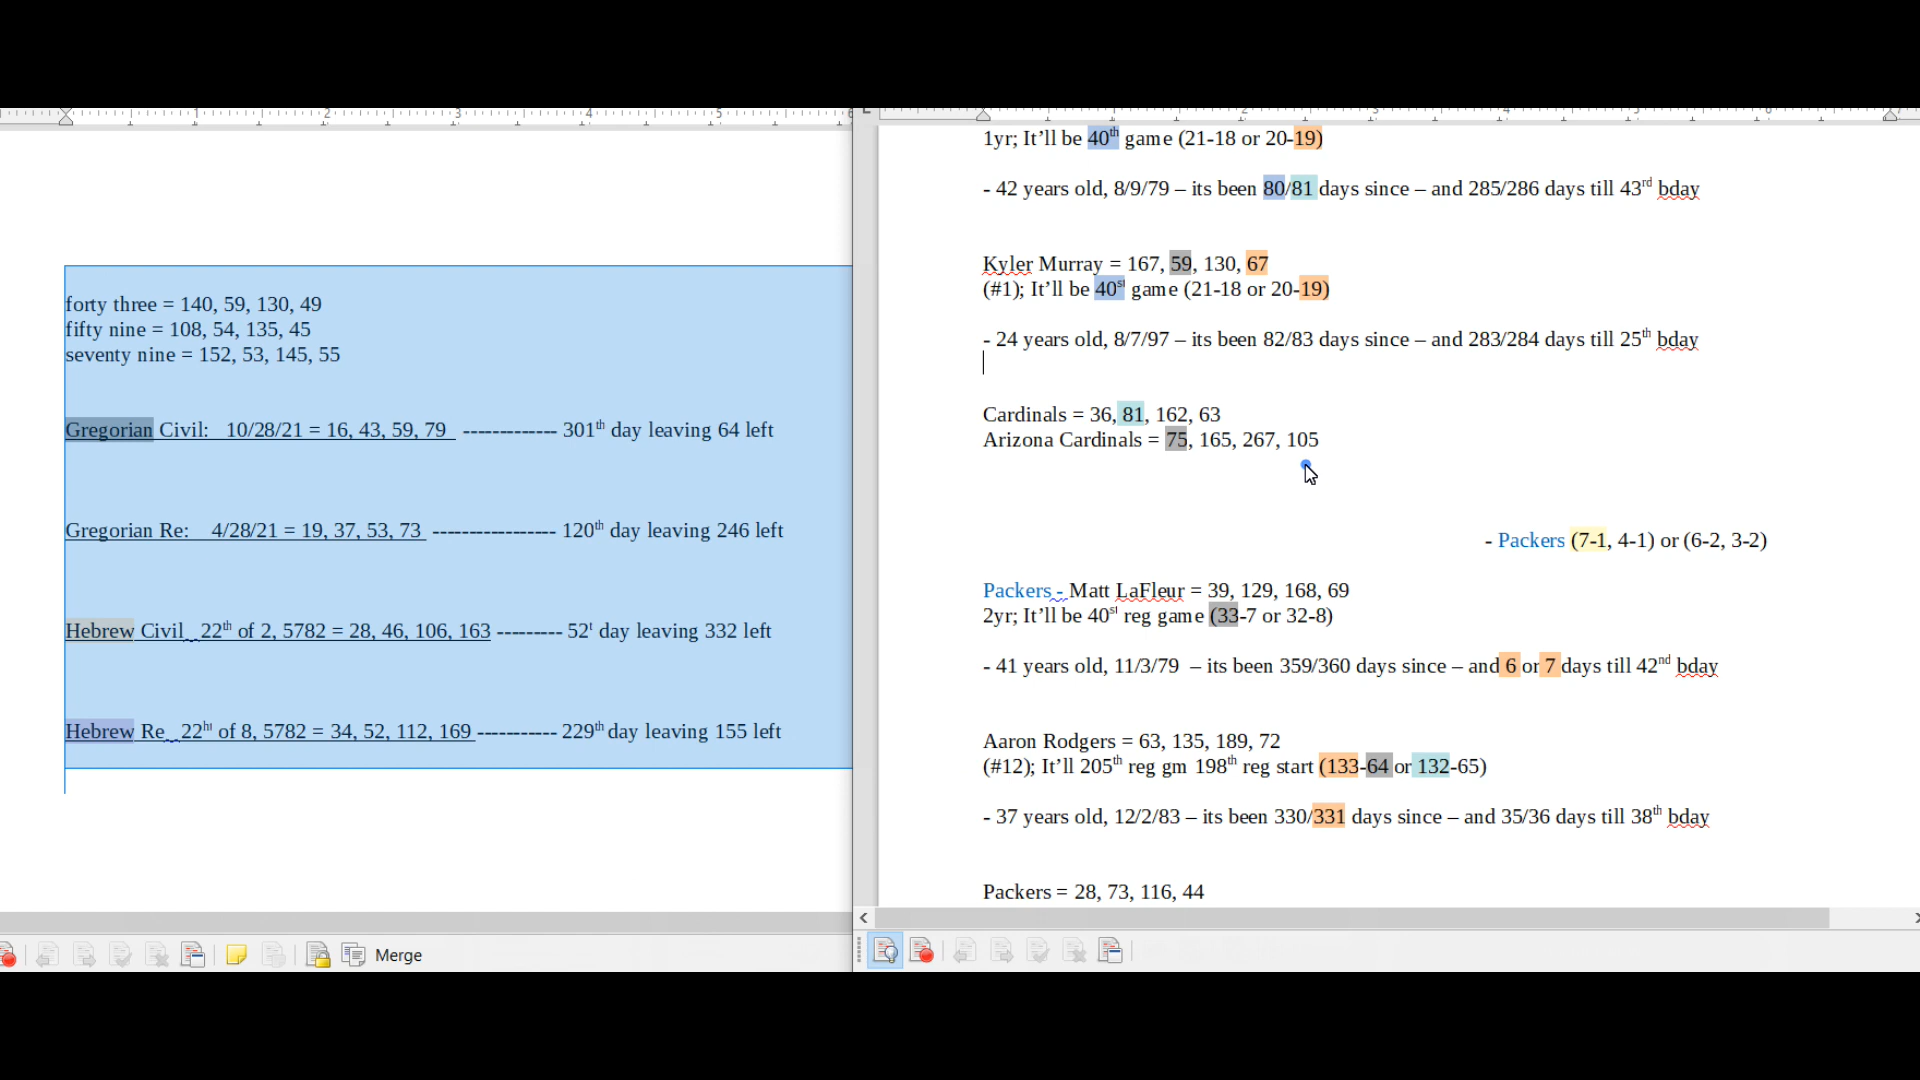 forty three = 140, 59, 130, 49
fifty nine = 108, 54, 135, 45
seventy nine = 152, 53, 145, 55
Gregorian Civil: 10/28/21 = 16, 43, 59, 79 ------------- 301th day leaving 64 left
Gregorian Re: 4/28/21 = 19, 37, 53, 73 ----------------- 120th day leaving 246 left
Hebrew Civil 22th of 2, 5782 = 28, 46, 106, 163 --------- 52t day leaving 332 left
Hebrew Re 22ht of 8, 5782 = 34, 52, 112, 169 ----------- 229th day leaving 155 left
Merge
1yr; It'll be 40th game (21-18 or 20-19)
- 42 years old, 8/9/79 – its been 80/81 days since – and 285/286 days till 43rd bday
Kyler Murray = 167, 59, 130, 67
(#1); It'll be 40st game (21-18 or 20-19)
- 24 years old, 8/7/97 – its been 82/83 days since – and 283/284 days till 25th bday
Cardinals = 36, 81, 162, 63
Arizona Cardinals = 75, 165, 267, 105
- Packers (7-1, 4-1) or (6-2, 3-2)
Packers - Matt LaFleur = 39, 129, 168, 69
2yr; It'll be 40st reg game (33-7 or 32-8)
- 41 years old, 11/3/79 – its been 359/360 days since – and 6 or 7 days till 42nd bday
Aaron Rodgers = 63, 135, 189, 72
(#12); It'll 205th reg gm 198th reg start (133-64 or 132-65)
- 37 years old, 12/2/83 – its been 330/331 days since – and 35/36 days till 38th bday
Packers = 28, 73, 116, 44